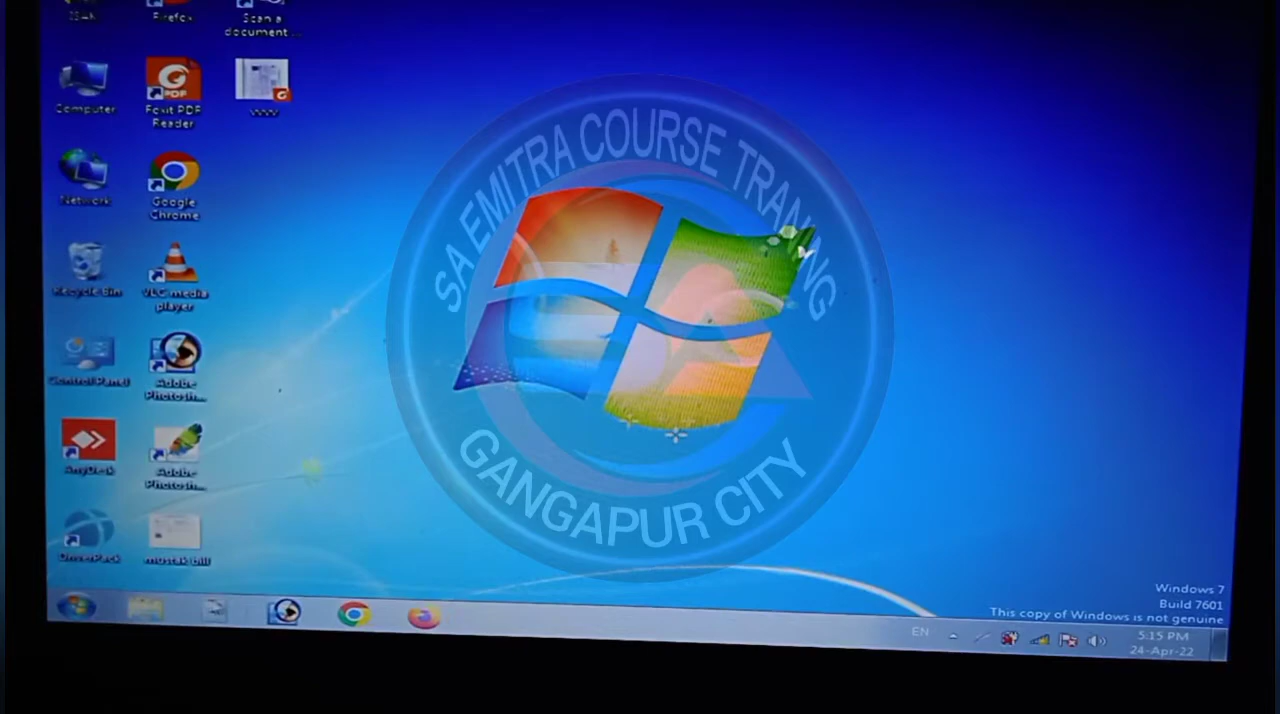 Firefox
Scan a
document...
Computer
Foxit PDF
Reader
vvvv
Network
Google
Chrome
Recycle Bin
VLC media
player
Control Panel
Adobe
Photosh...
AnyDesk
Adobe
Photosh...
DriverPack
mustak bill
SA EMITRA COURSE TRANING
GANGAPUR CITY
Windows 7
Build 7601
This copy of Windows is not genuine
EN
5:15 PM
24-Apr-22